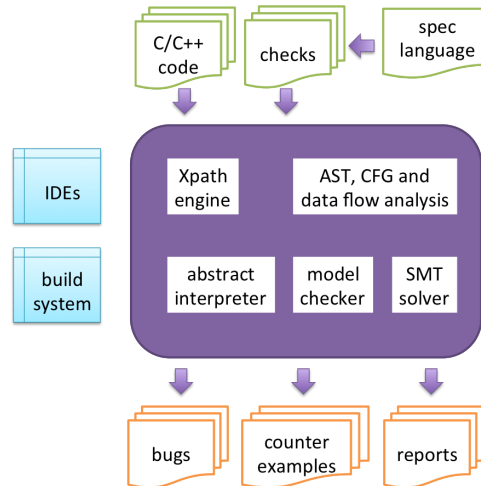 C/C++
code
checks
spec
language
IDEs
Xpath
engine
AST, CFG and
data flow analysis
build
system
abstract
interpreter
model
checker
SMT
solver
bugs
counter
examples
reports